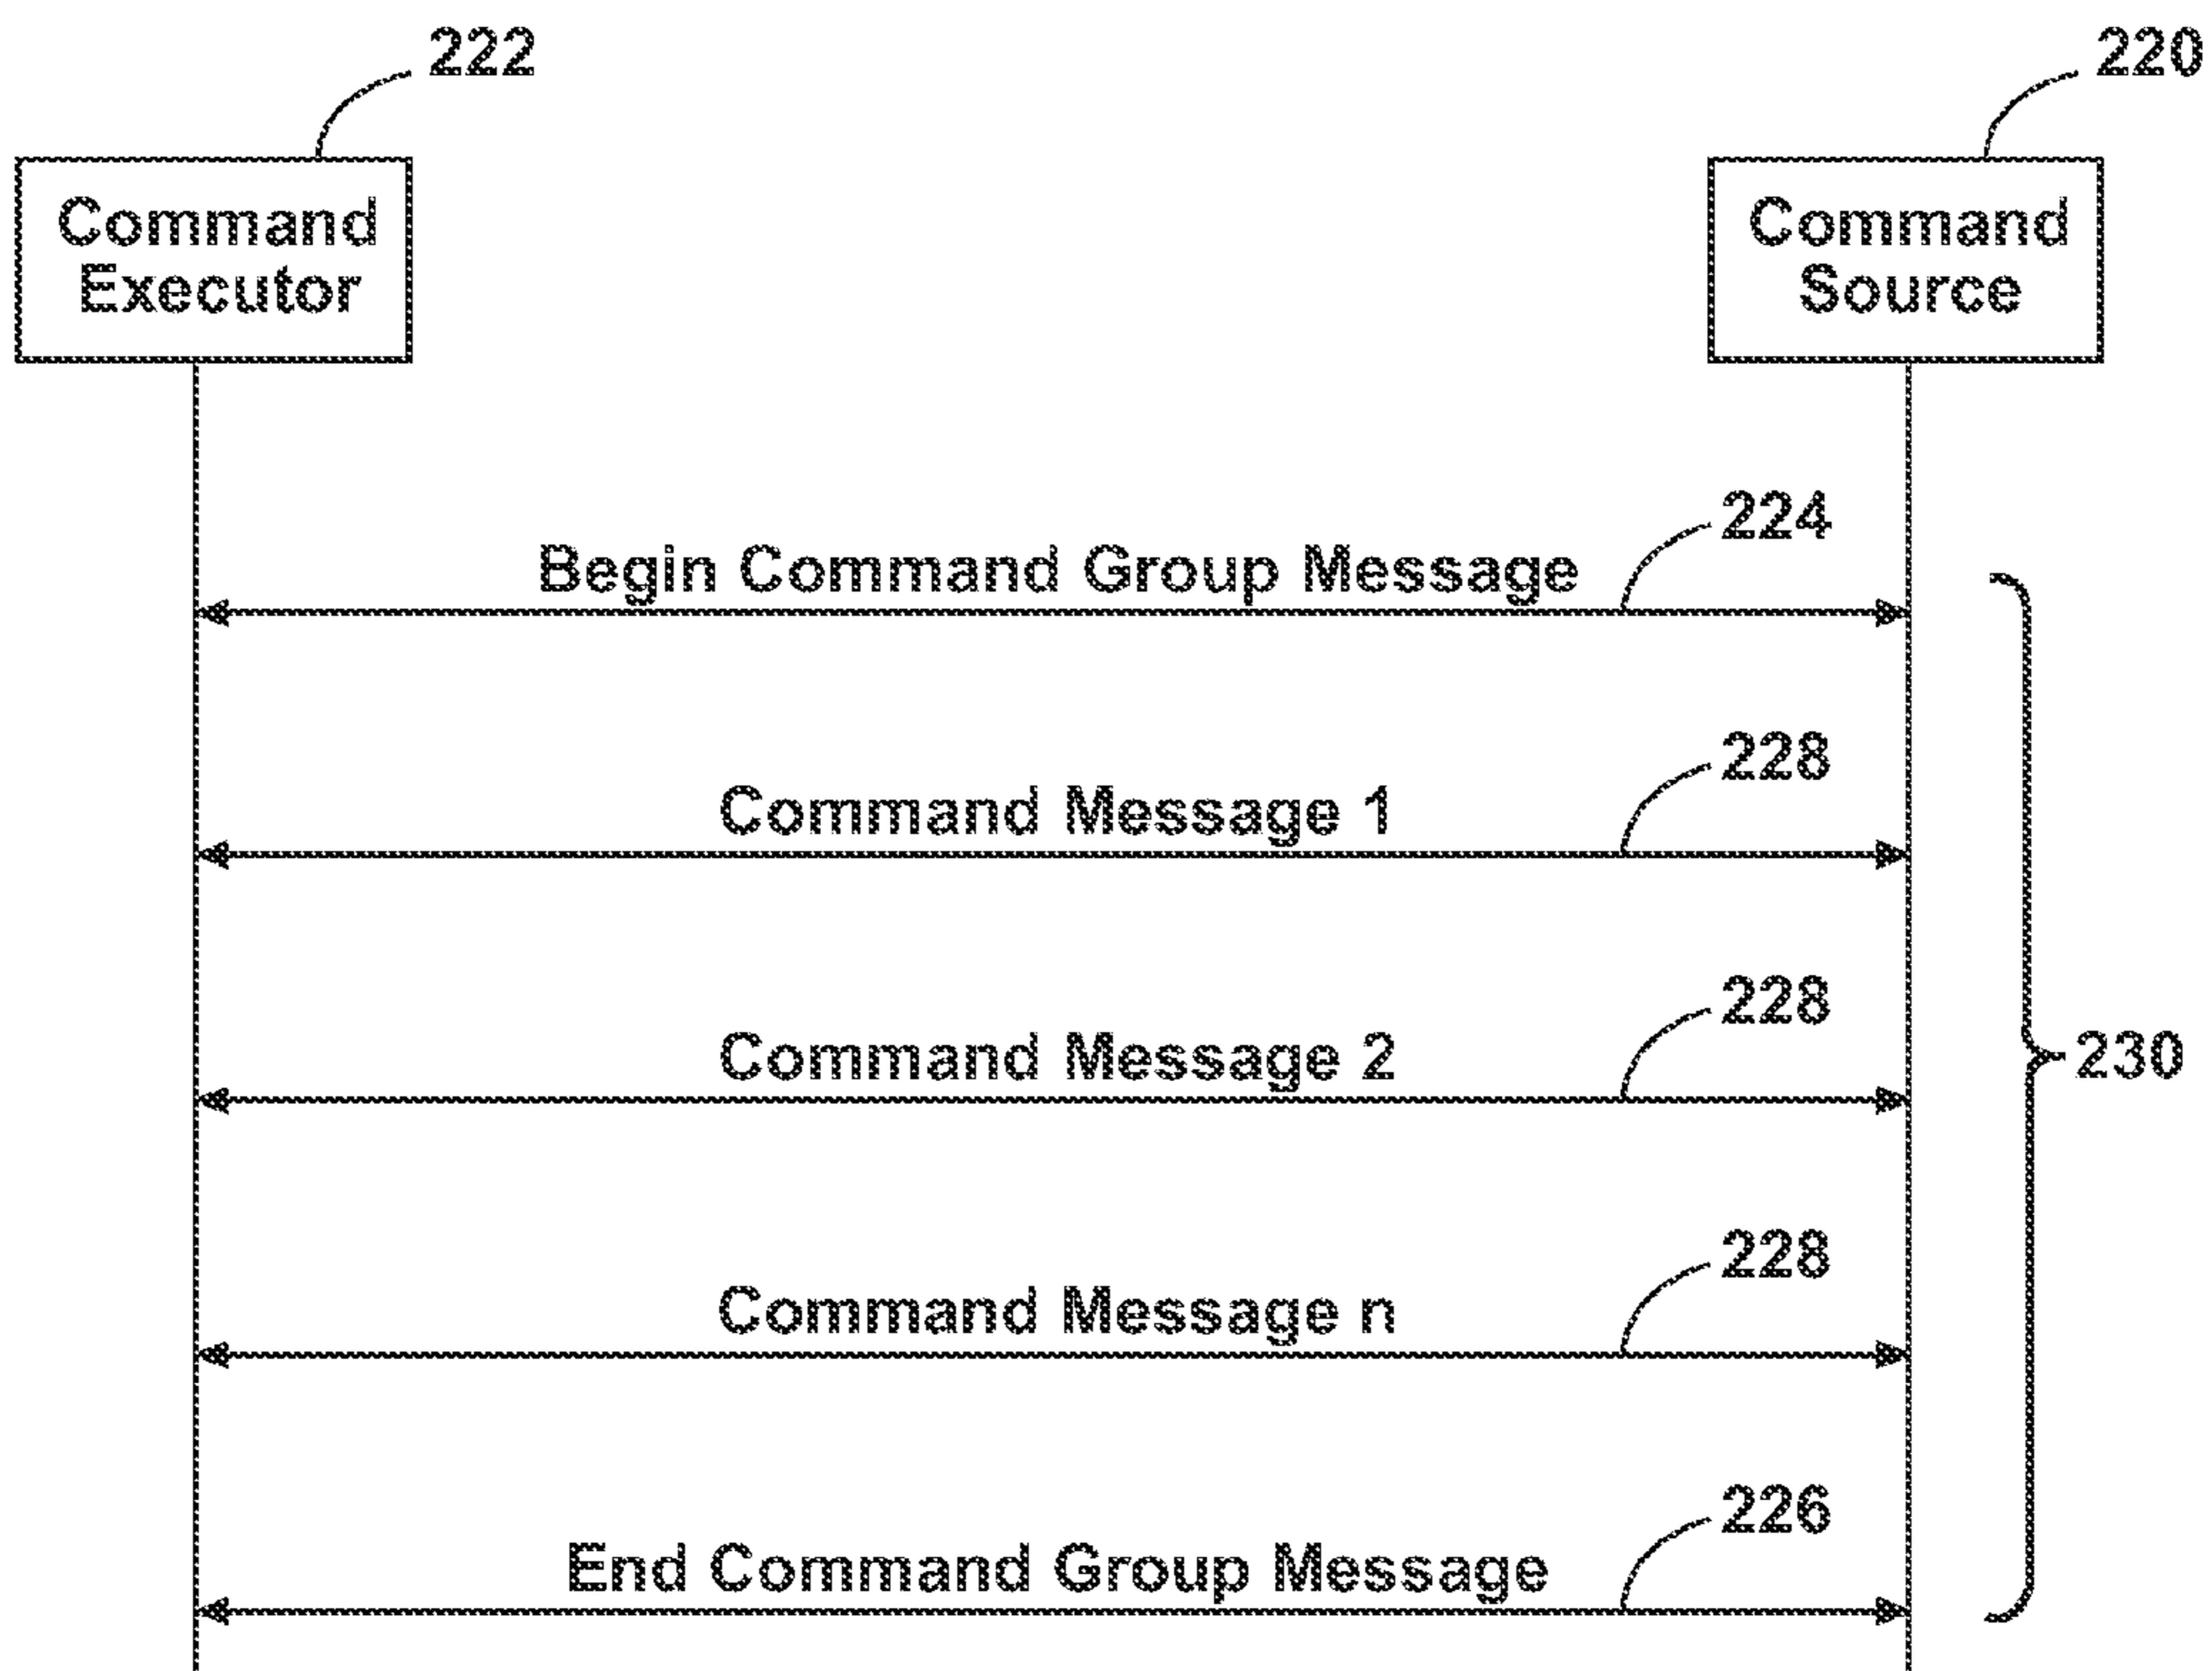 222
220
Command
Executor
Command
Source
224
Begin Command Group Message
228
Command Message 1
228
Command Message 2
230
228
Command Message n
226
End Command Group Message